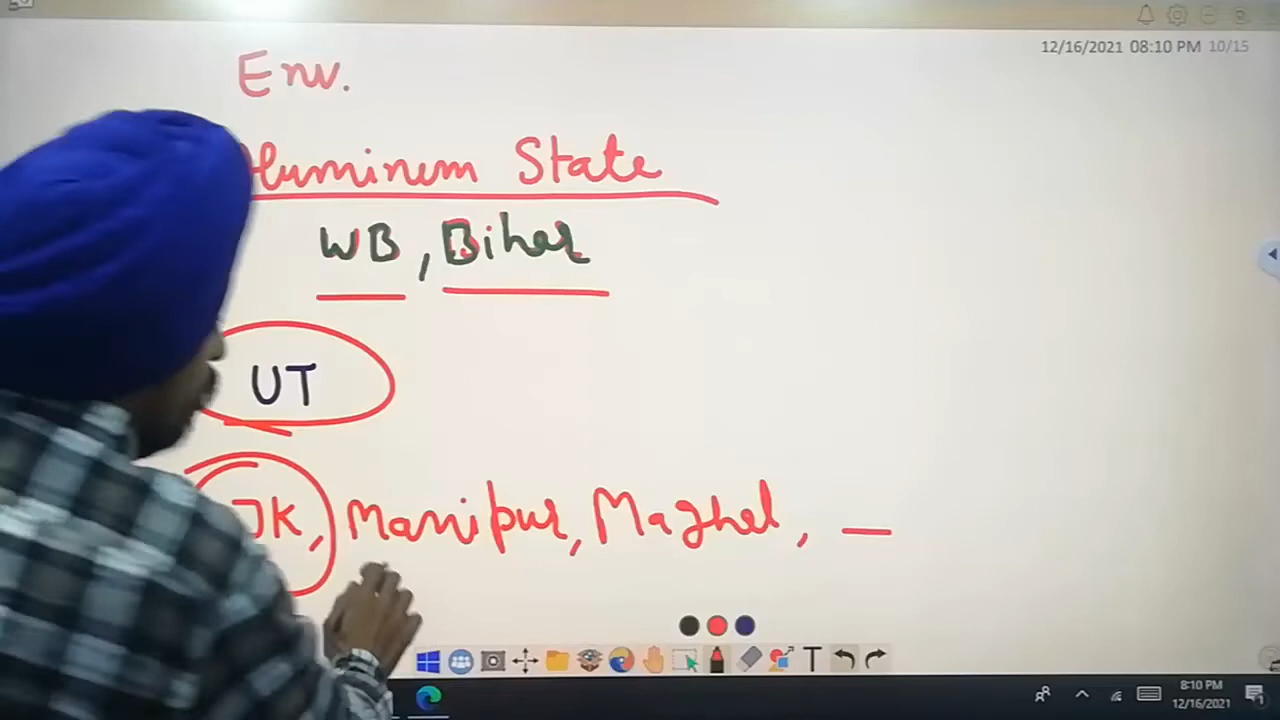 12/16/2021 08:10 PM 10/15
Env.
luminum State
WB, Bihar
UT
JK, Manipur, Maghal, —
T
8:10 PM
12/16/2021